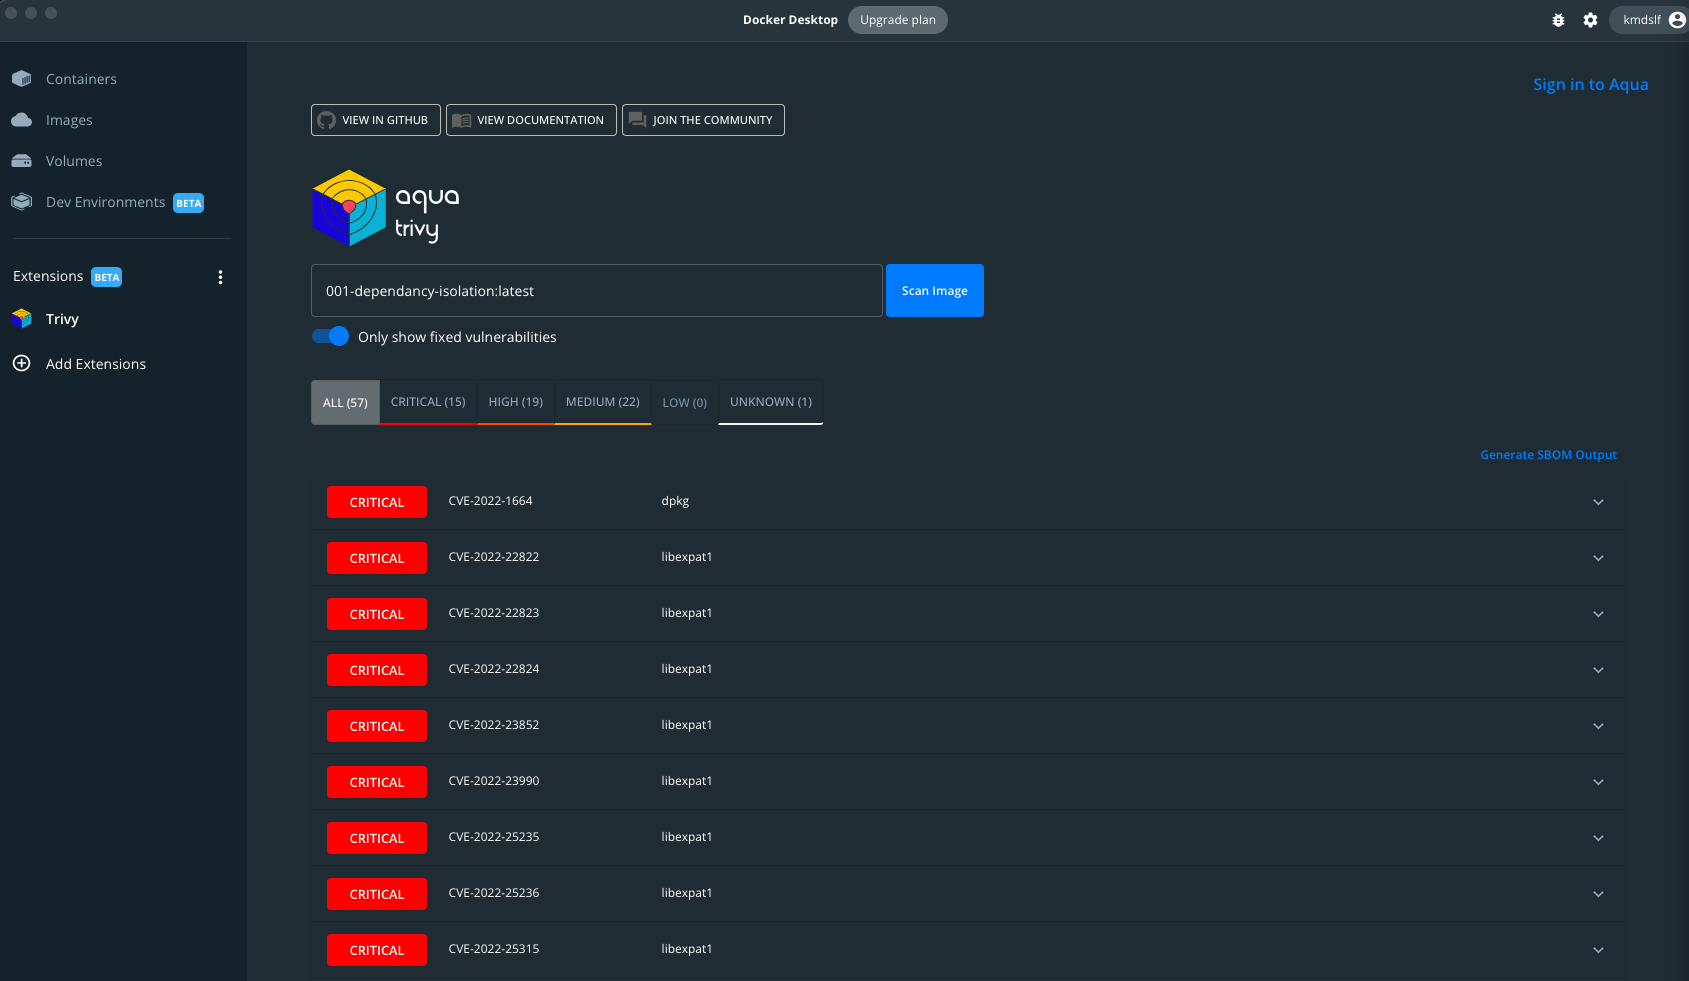 Docker Desktop Upgrade plan kmdslf
Containers
Images
Volumes
Dev Environments BETA
Extensions BETA
Trivy
Add Extensions
Sign in to Aqua
VIEW IN GITHUB VIEW DOCUMENTATION JOIN THE COMMUNITY
aqua
trivy
001-dependancy-isolation:latest Scan Image
Only show fixed vulnerabilities
ALL (57) CRITICAL (15) HIGH (19) MEDIUM (22) LOW (0) UNKNOWN (1)
Generate SBOM Output
CRITICAL CVE-2022-1664 dpkg
CRITICAL CVE-2022-22822 libexpat1
CRITICAL CVE-2022-22823 libexpat1
CRITICAL CVE-2022-22824 libexpat1
CRITICAL CVE-2022-23852 libexpat1
CRITICAL CVE-2022-23990 libexpat1
CRITICAL CVE-2022-25235 libexpat1
CRITICAL CVE-2022-25236 libexpat1
CRITICAL CVE-2022-25315 libexpat1